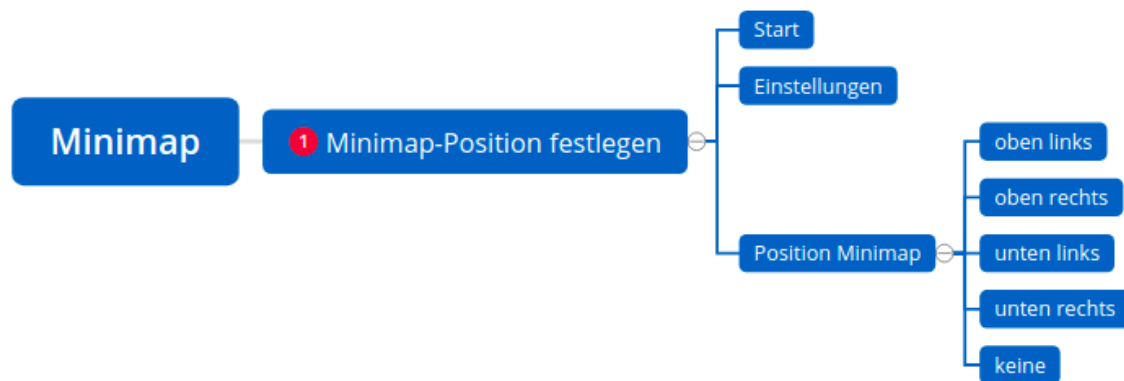 Minimap
1 Minimap-Position festlegen
Start
Einstellungen
Position Minimap
oben links
oben rechts
unten links
unten rechts
keine